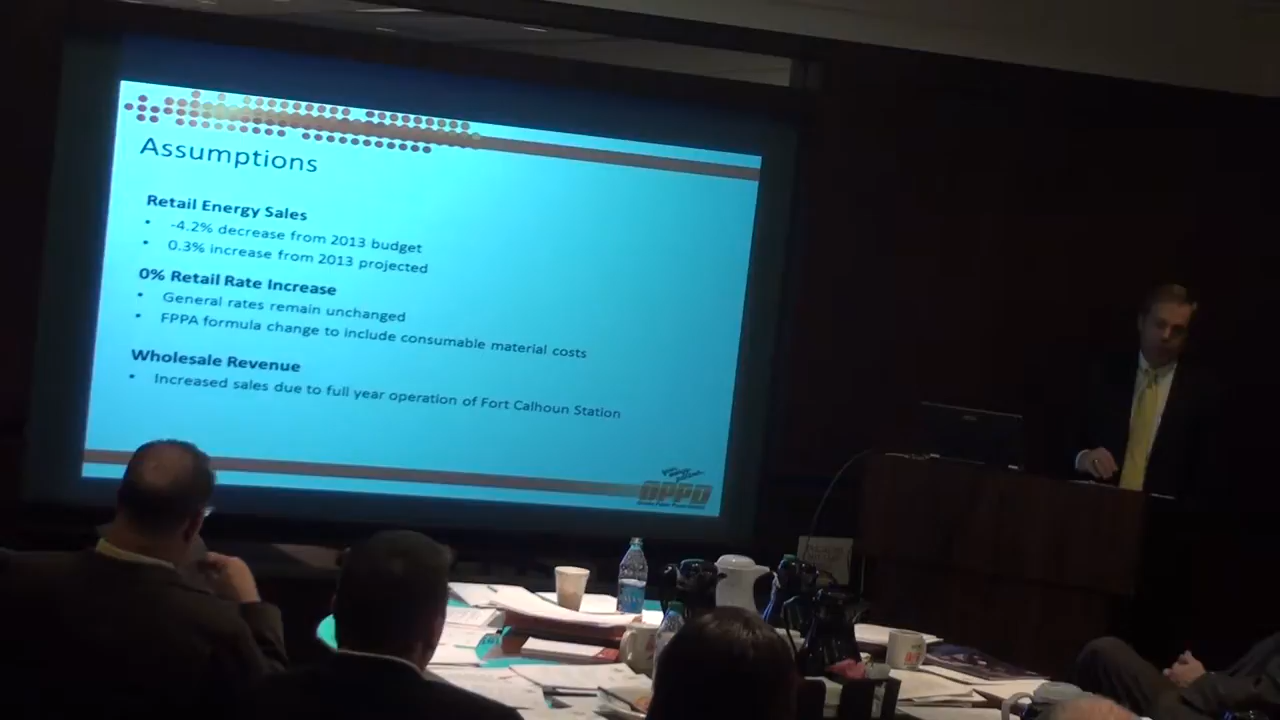 Assumptions
Retail Energy Sales
• -4.2% decrease from 2013 budget
• 0.3% increase from 2013 projected
0% Retail Rate Increase
• General rates remain unchanged
• FPPA formula change to include consumable material costs
Wholesale Revenue
• Increased sales due to full year operation of Fort Calhoun Station
OPPD